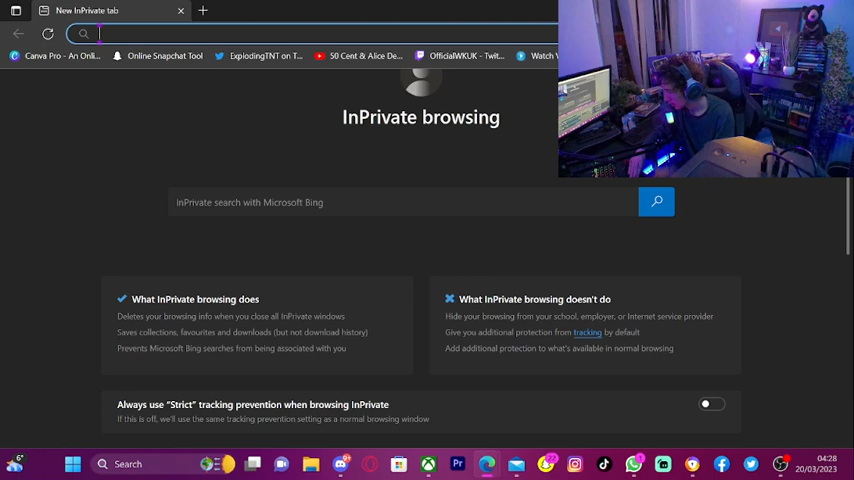 New InPrivate tab
Canva Pro - An Onli... Online Snapchat Tool ExplodingTNT on T... 50 Cent & Alice De... OfficialWKUK - Twit... Watch V
InPrivate browsing
InPrivate search with Microsoft Bing
What InPrivate browsing does
Deletes your browsing info when you close all InPrivate windows
Saves collections, favourites and downloads (but not download history)
Prevents Microsoft Bing searches from being associated with you
What InPrivate browsing doesn't do
Hide your browsing from your school, employer, or Internet service provider
Give you additional protection from tracking by default
Add additional protection to what's available in normal browsing
Always use "Strict" tracking prevention when browsing InPrivate
If this is off, we'll use the same tracking prevention setting as a normal browsing window
6°
Search
9+
Pr
22
1
04:28
20/03/2023